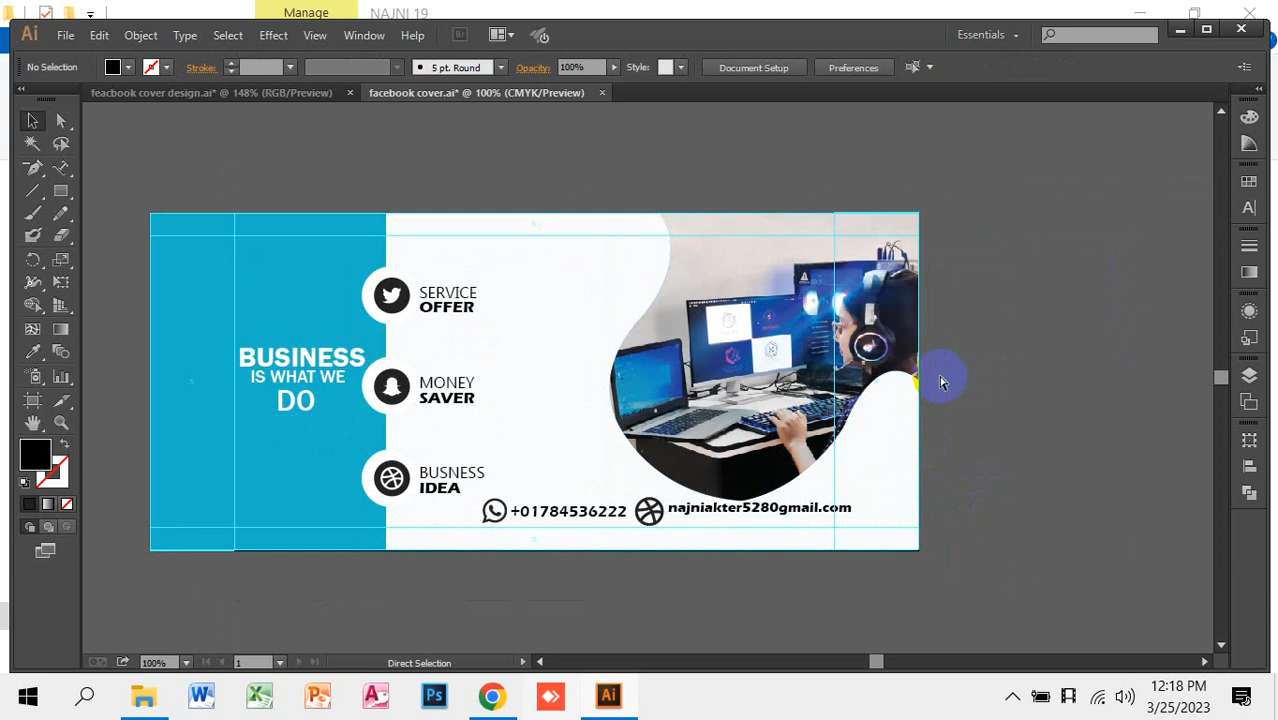 Manage
NAJNI 19
Ai
File Edit Object Type Select Effect View Window Help
Br
Essentials
No Selection
Stroke:
5 pt. Round
Opacity: 100%
Style:
Document Setup
Preferences
feacbook cover design.ai* @ 148% (RGB/Preview) ×
facebook cover.ai* @ 100% (CMYK/Preview) ×
BUSINESS
IS WHAT WE
DO
SERVICE
OFFER
MONEY
SAVER
BUSNESS
IDEA
+01784536222
najniakter5280gmail.com
100%
1
Direct Selection
12:18 PM
3/25/2023